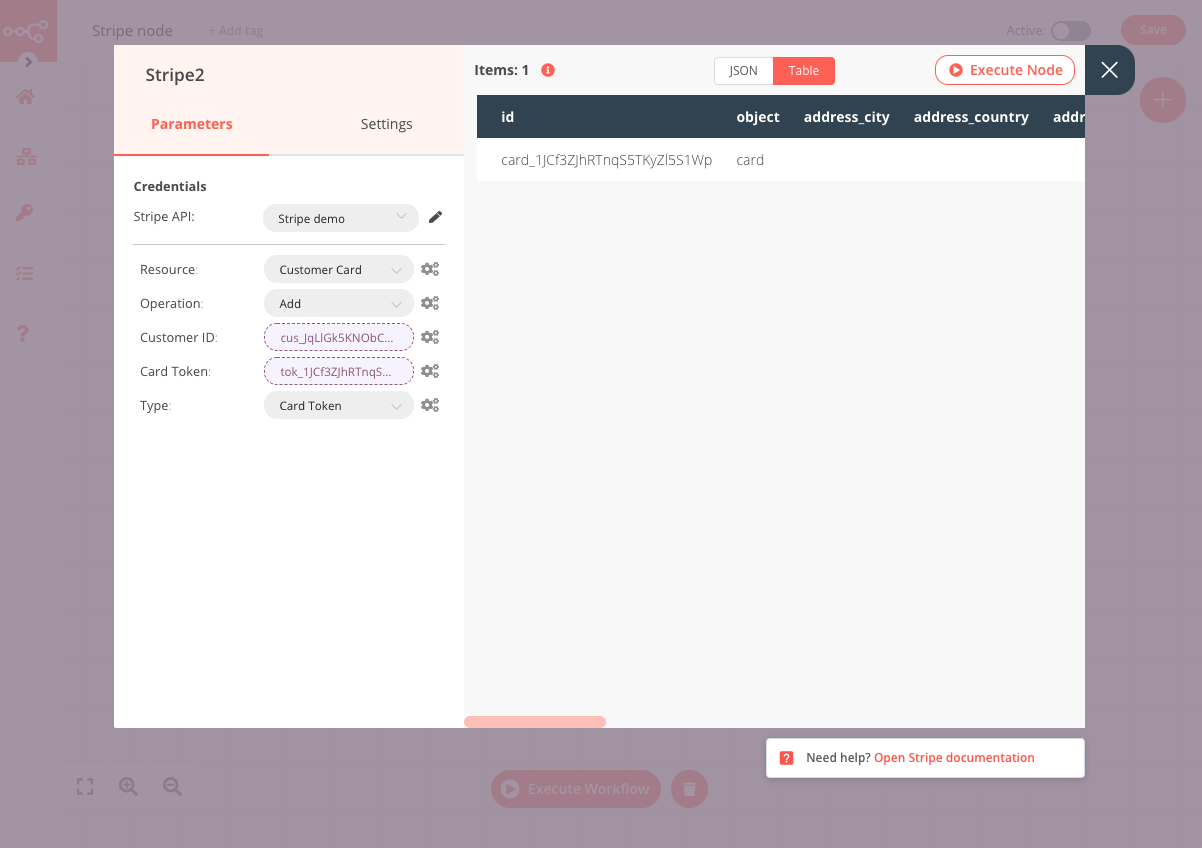 Stripe node
+ Add tag
Active:
Save
Stripe2
Parameters
Settings
Credentials
Stripe API:
Stripe demo
Resource:
Customer Card
Operation:
Add
Customer ID:
cus_JqLlGk5KNObC...
Card Token:
tok_1JCf3ZJhRTnqS...
Type:
Card Token
Items: 1
JSON
Table
Execute Node
id object address_city address_country addr
card_1JCf3ZJhRTnqS5TKyZl5S1Wp card
Need help? Open Stripe documentation
Execute Workflow